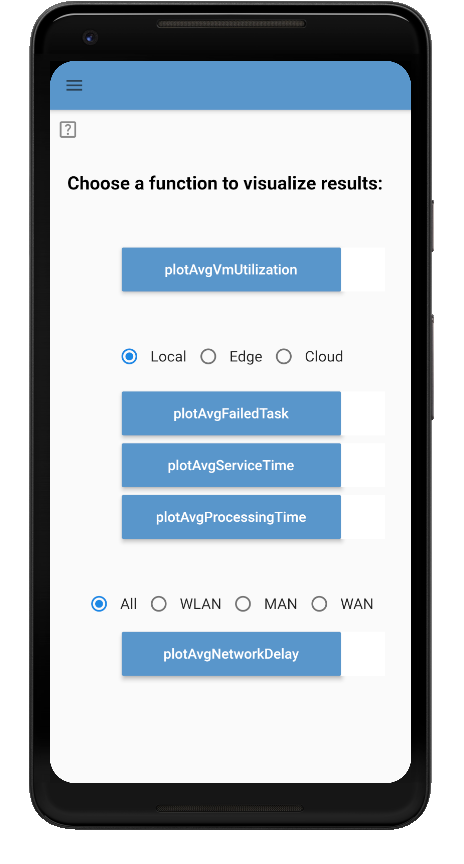 Choose a function to visualize results:
plotAvgVmUtilization
Local Edge Cloud
plotAvgFailedTask
plotAvgServiceTime
plotAvgProcessingTime
All WLAN MAN WAN
plotAvgNetworkDelay